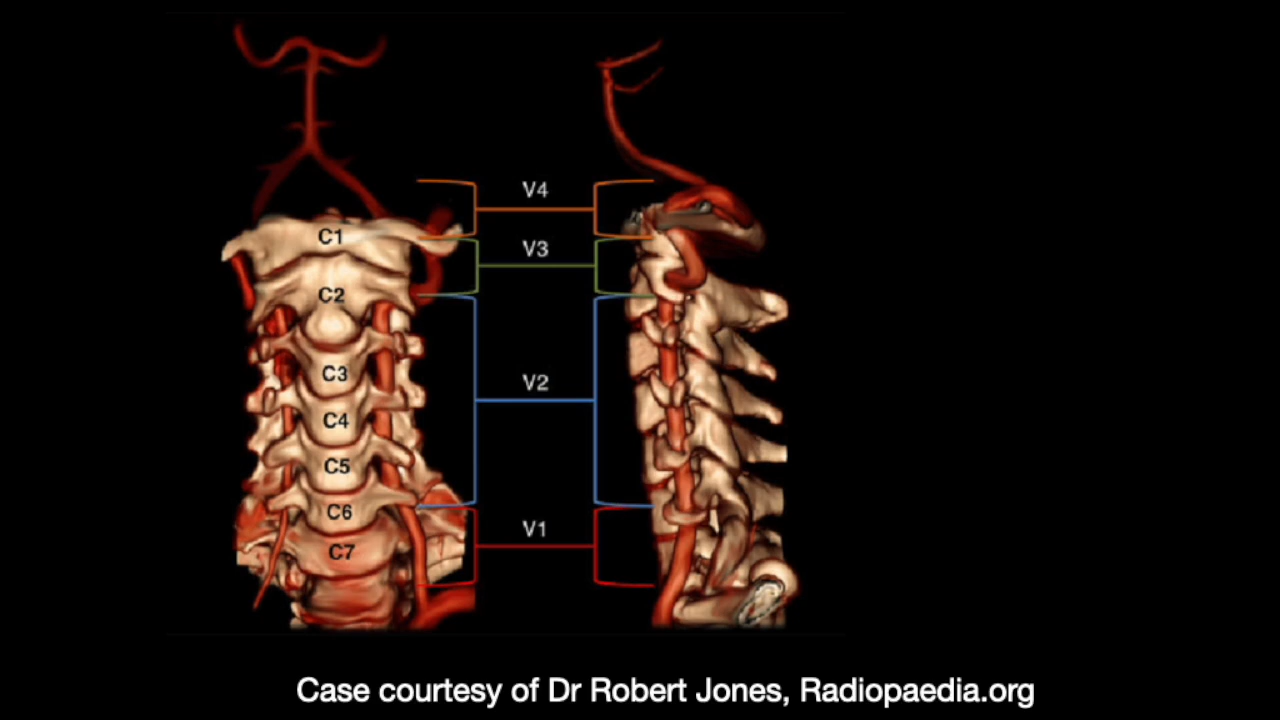 V4
C1
V3
C2
C3
V2
C4
C5
C6
V1
C7
Case courtesy of Dr Robert Jones, Radiopaedia.org